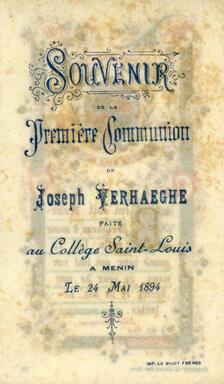 SOUVENIR
DE LA
Première Communion
DE
Joseph VERHAEGHE
FAITE
au Collège Saint-Louis
A MENIN
LE 24 MAI 1894